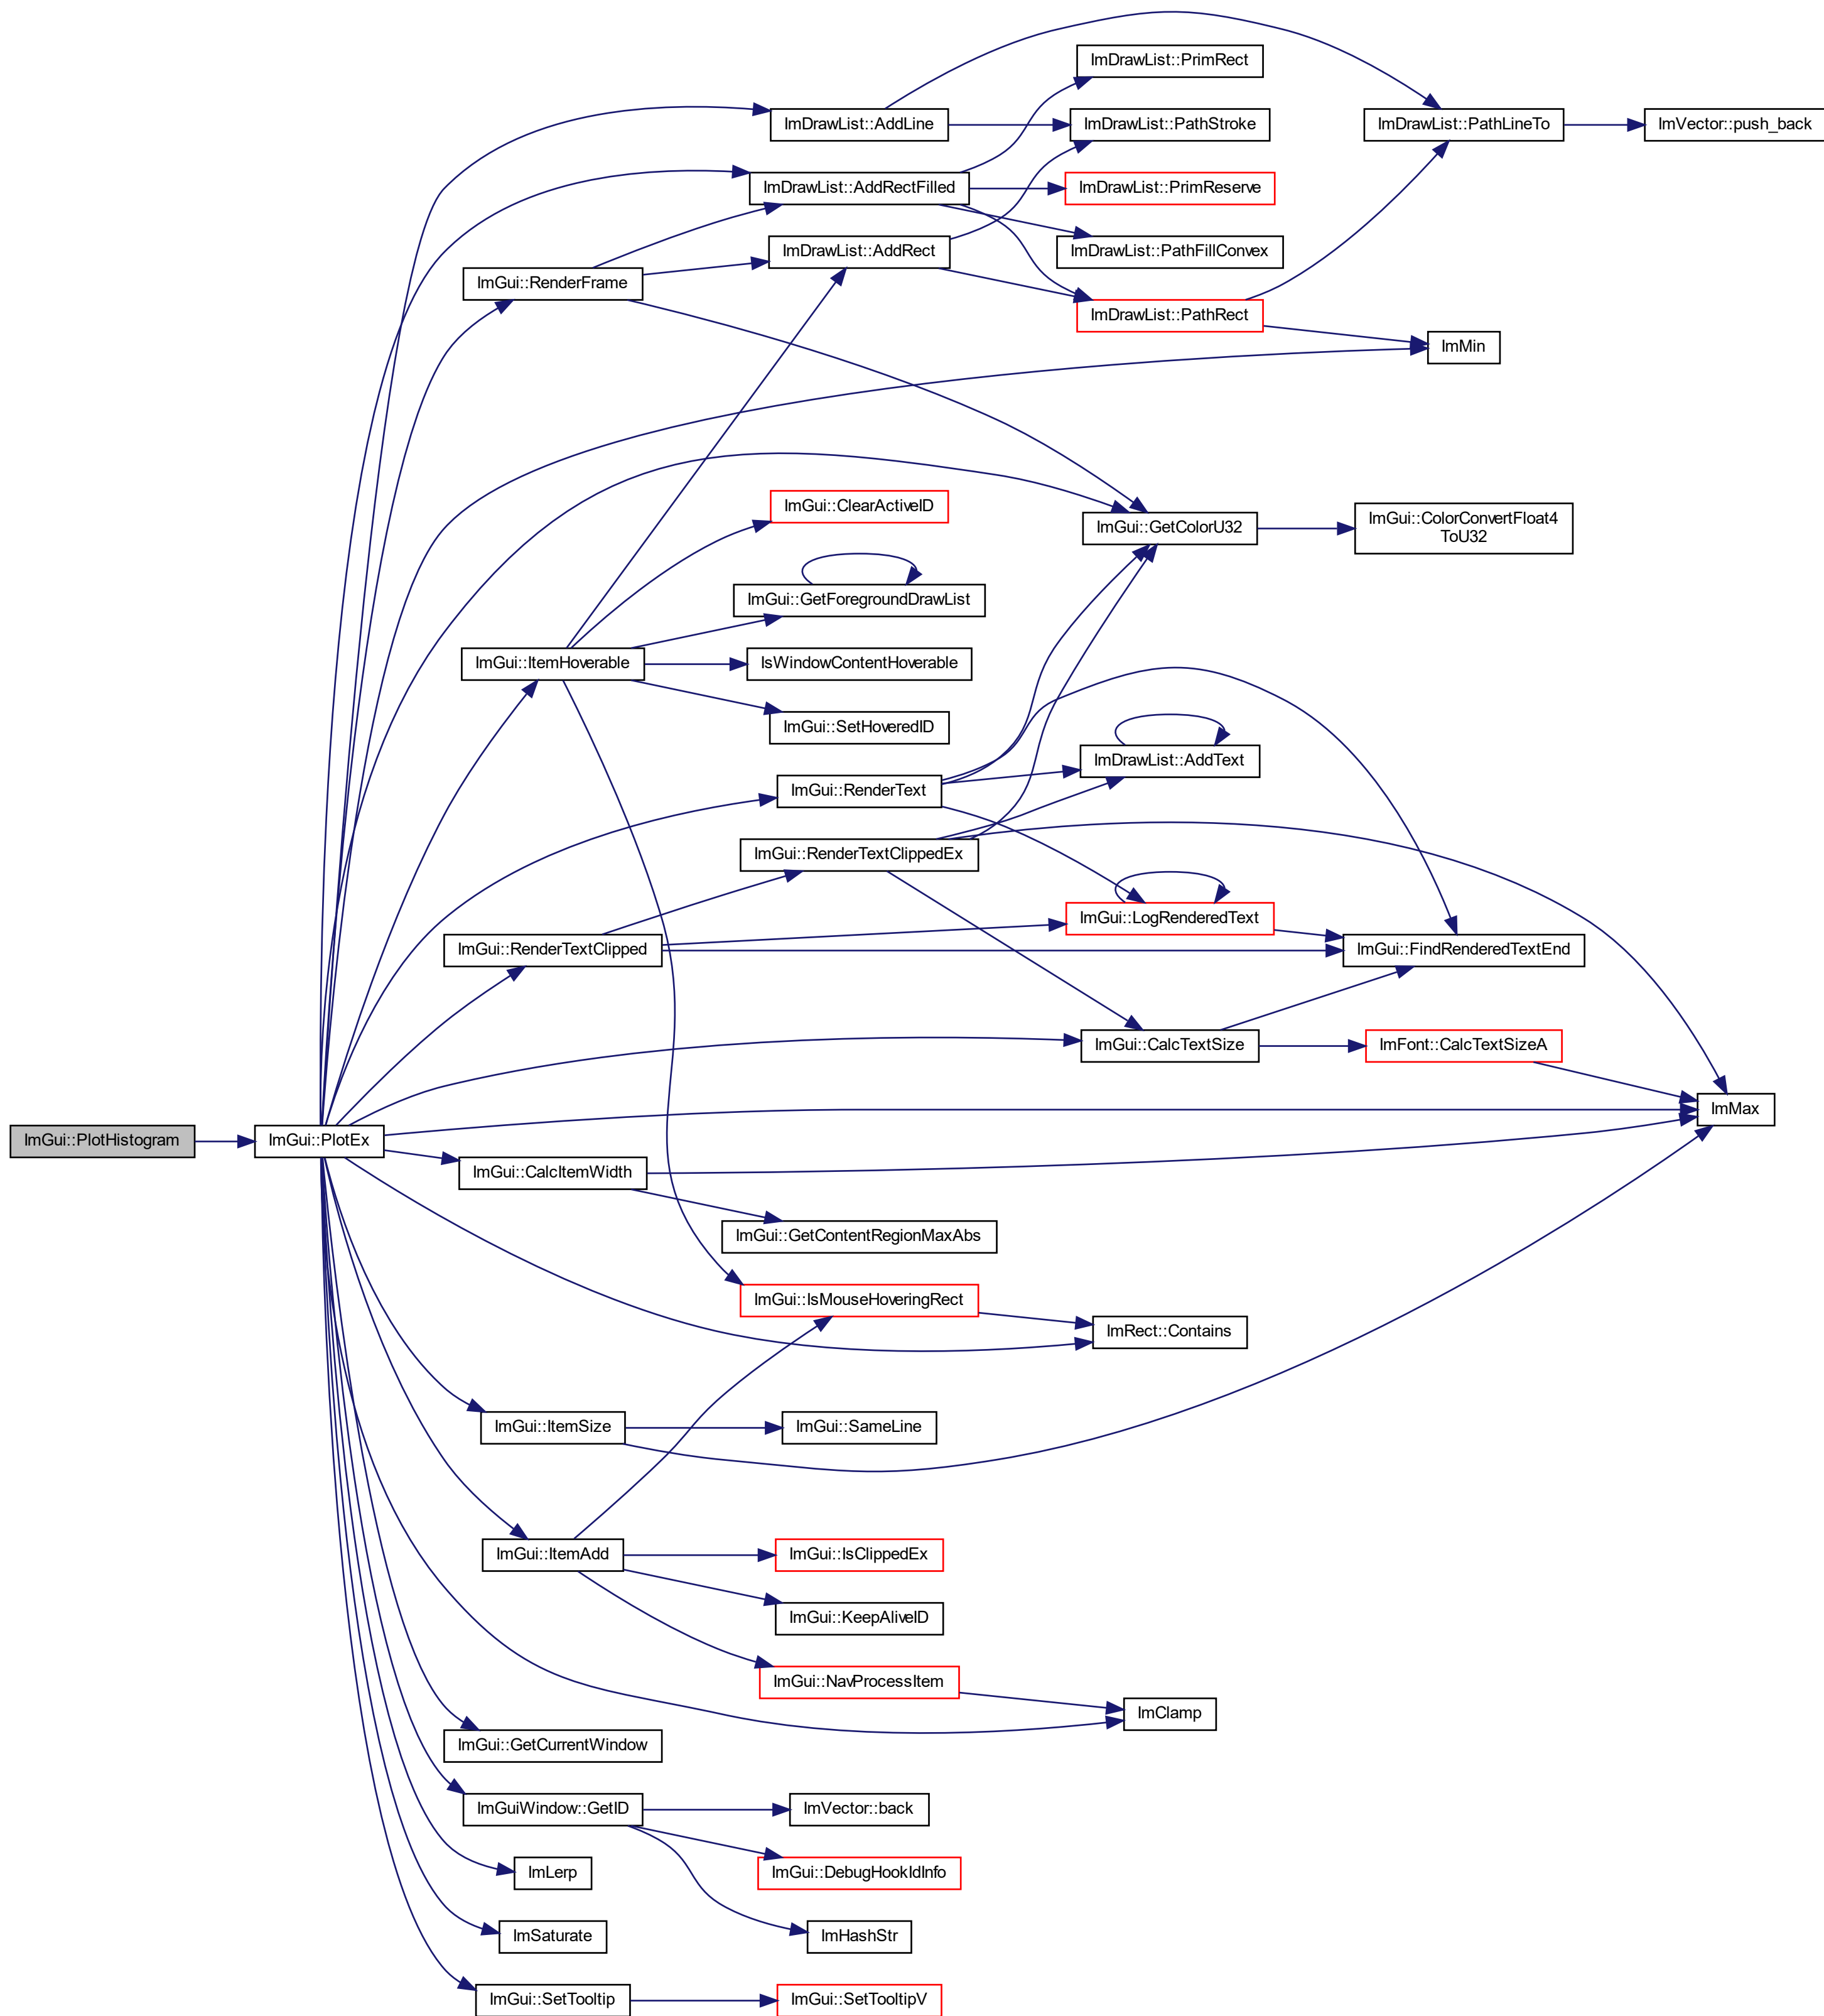 ImDrawList::PrimRect
ImDrawList::AddLine
ImDrawList::PathStroke
ImDrawList::PathLineTo
ImVector::push_back
ImDrawList::AddRectFilled
ImDrawList::PrimReserve
ImDrawList::AddRect
ImDrawList::PathFillConvex
ImGui::RenderFrame
ImDrawList::PathRect
ImMin
ImGui::ClearActiveID
ImGui::GetColorU32
ImGui::ColorConvertFloat4
ToU32
ImGui::GetForegroundDrawList
ImGui::ItemHoverable
IsWindowContentHoverable
ImGui::SetHoveredID
ImDrawList::AddText
ImGui::RenderText
ImGui::RenderTextClippedEx
ImGui::LogRenderedText
ImGui::RenderTextClipped
ImGui::FindRenderedTextEnd
ImGui::CalcTextSize
ImFont::CalcTextSizeA
ImMax
ImGui::PlotHistogram
ImGui::PlotEx
ImGui::CalcItemWidth
ImGui::GetContentRegionMaxAbs
ImGui::IsMouseHoveringRect
ImRect::Contains
ImGui::ItemSize
ImGui::SameLine
ImGui::ItemAdd
ImGui::IsClippedEx
ImGui::KeepAliveID
ImGui::NavProcessItem
ImClamp
ImGui::GetCurrentWindow
ImGuiWindow::GetID
ImVector::back
ImLerp
ImGui::DebugHookIdInfo
ImSaturate
ImHashStr
ImGui::SetTooltip
ImGui::SetTooltipV